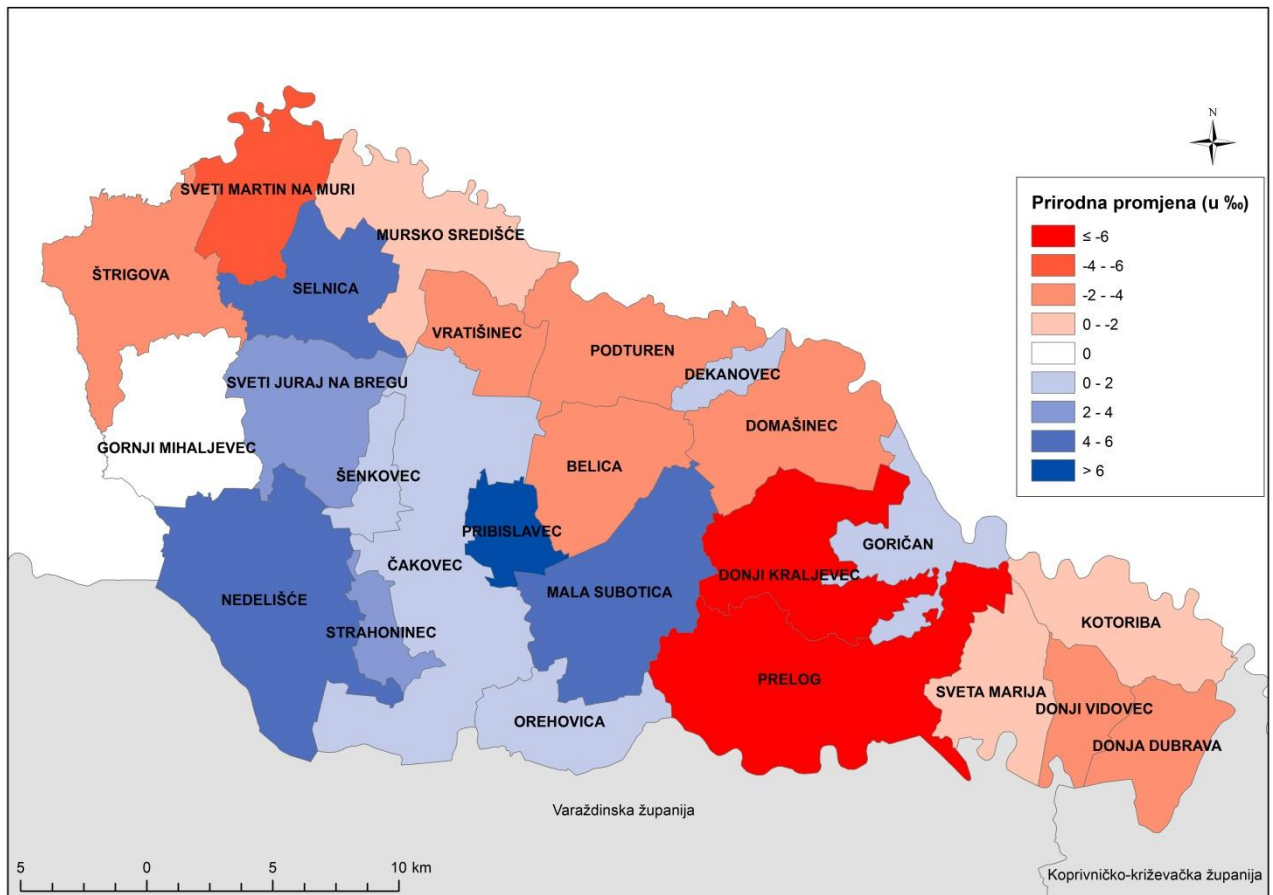 N
Prirodna promjena (u ‰)
≤ -6
-4 - -6
-2 - -4
0 - -2
0
0 - 2
2 - 4
4 - 6
> 6
SVETI MARTIN NA MURI
MURSKO SREDIŠĆE
ŠTRIGOVA
SELNICA
VRATIŠINEC
PODTUREN
DEKANOVEC
SVETI JURAJ NA BREGU
DOMAŠINEC
GORNJI MIHALJEVEC
BELICA
ŠENKOVEC
PRIBISLAVEC
GORIČAN
ČAKOVEC
DONJI KRALJEVEC
MALA SUBOTICA
NEDELIŠĆE
KOTORIBA
STRAHONINEC
PRELOG
SVETA MARIJA
DONJI VIDOVEC
OREHOVICA
DONJA DUBRAVA
Varaždinska županija
5 0 5 10 km
Koprivničko-križevačka županija